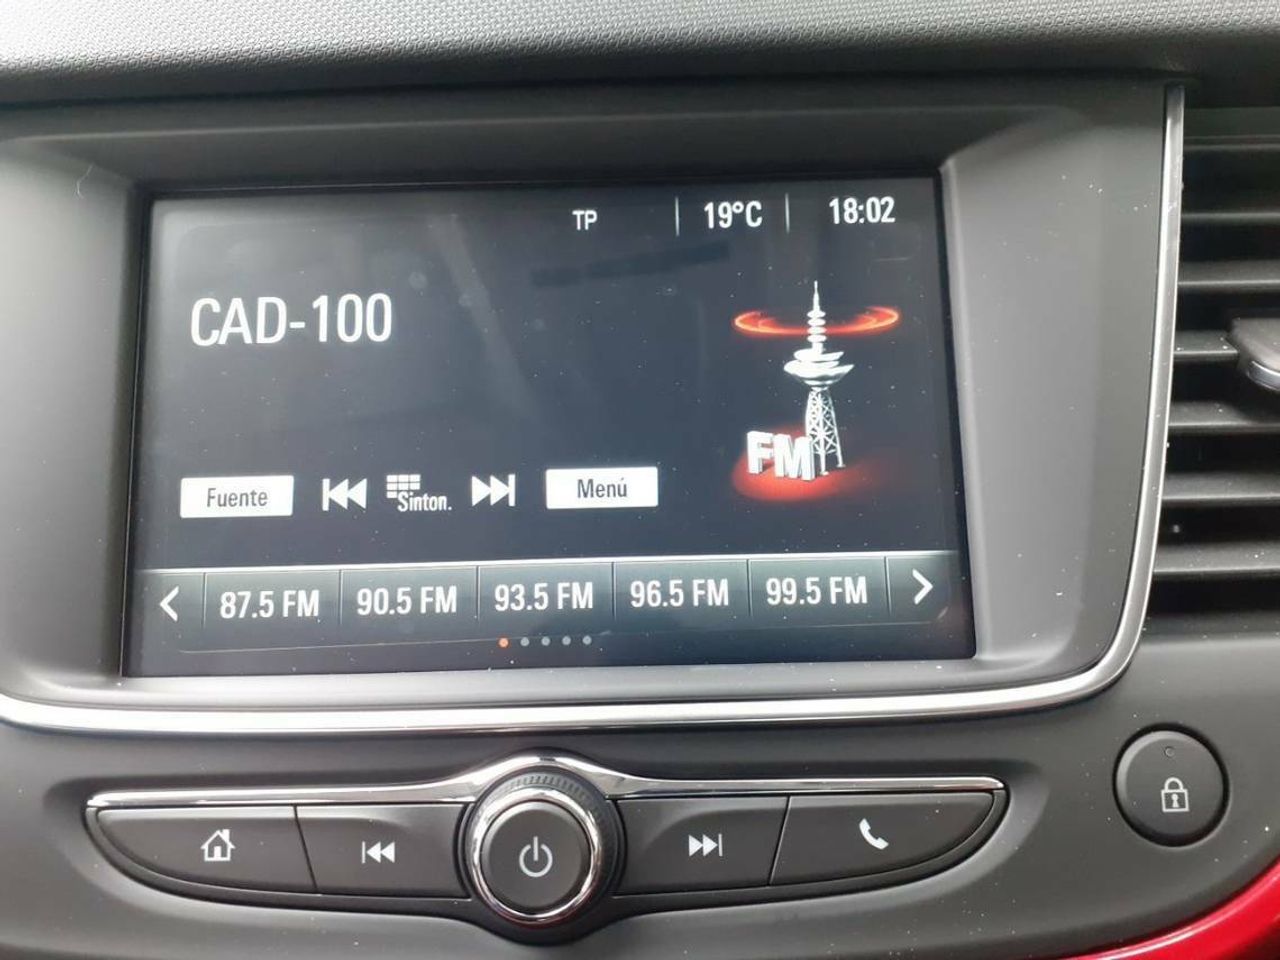 TP 19°C 18:02
CAD-100
FM
Fuente Sinton. Menú
87.5 FM 90.5 FM 93.5 FM 96.5 FM 99.5 FM